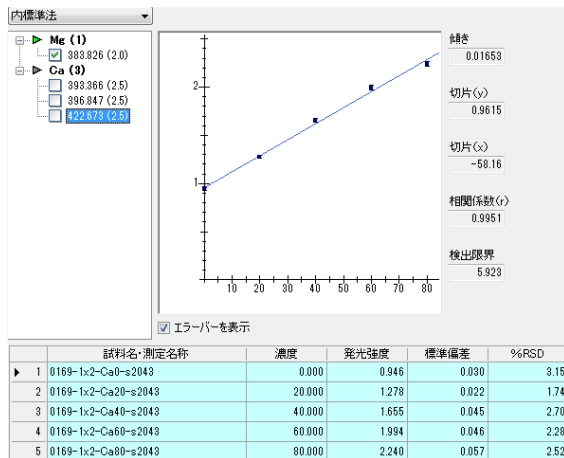 内標準法
Mg (1)
383.826 (2.0)
Ca (3)
393.366 (2.5)
396.847 (2.5)
422.673 (2.5)
2
1
10 20 30 40 50 60 70 80
エラーバーを表示
傾き
0.01653
切片(y)
0.9615
切片(x)
-58.16
相関係数(r)
0.9951
検出限界
5.923
試料名・測定名称 濃度 発光強度 標準偏差 %RSD
1 0169-1x2-Ca0-s2043 0.000 0.946 0.030 3.15
2 0169-1x2-Ca20-s2043 20.000 1.278 0.022 1.74
3 0169-1x2-Ca40-s2043 40.000 1.655 0.045 2.70
4 0169-1x2-Ca60-s2043 60.000 1.994 0.046 2.28
5 0169-1x2-Ca80-s2043 80.000 2.240 0.057 2.52